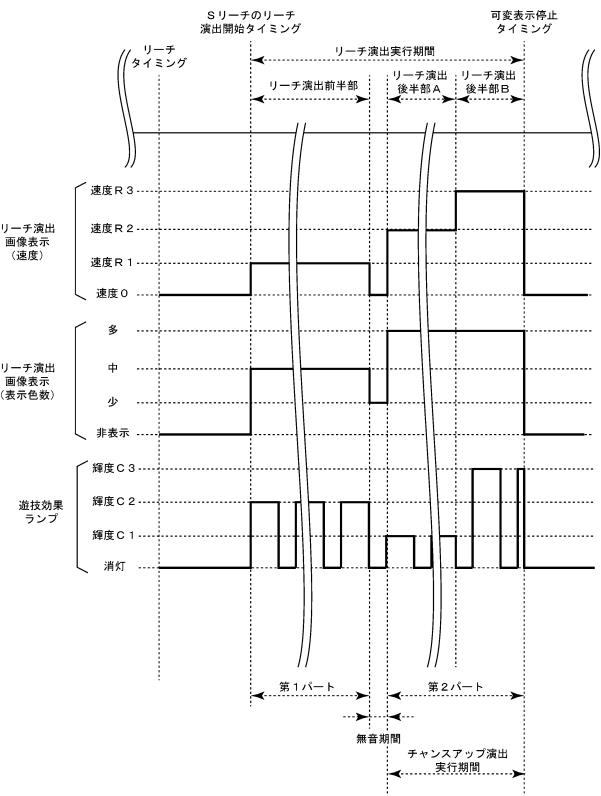 Sリーチのリーチ
演出開始タイミング
可変表示停止
タイミング
リーチ
タイミング
リーチ演出実行期間
リーチ演出前半部
リーチ演出
後半部A
リーチ演出
後半部B
リーチ演出
画像表示
(速度)
速度R3
速度R2
速度R1
速度0
リーチ演出
画像表示
(表示色数)
多
中
少
非表示
遊技効果
ランプ
輝度C3
輝度C2
輝度C1
消灯
第1パート
第2パート
無音期間
チャンスアップ演出
実行期間